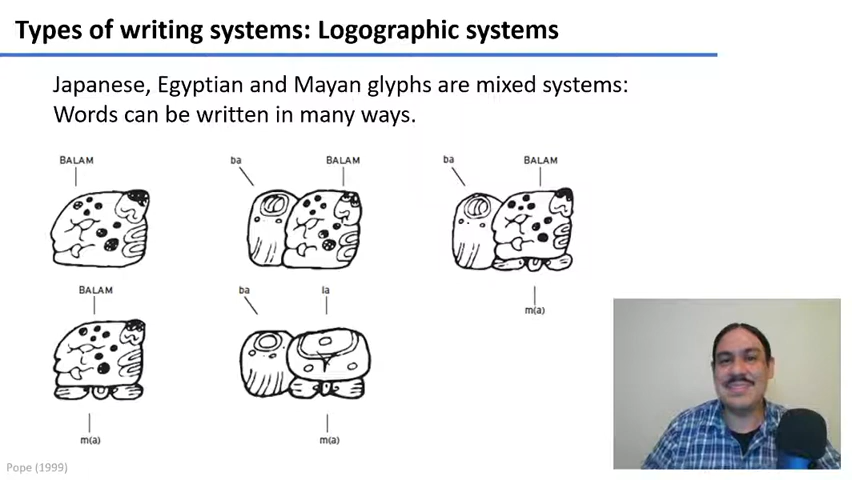 Types of writing systems: Logographic systems
Japanese, Egyptian and Mayan glyphs are mixed systems:
Words can be written in many ways.
BALAM
ba BALAM
ba BALAM
m(a)
BALAM
ba la
m(a)
m(a)
Pope (1999)